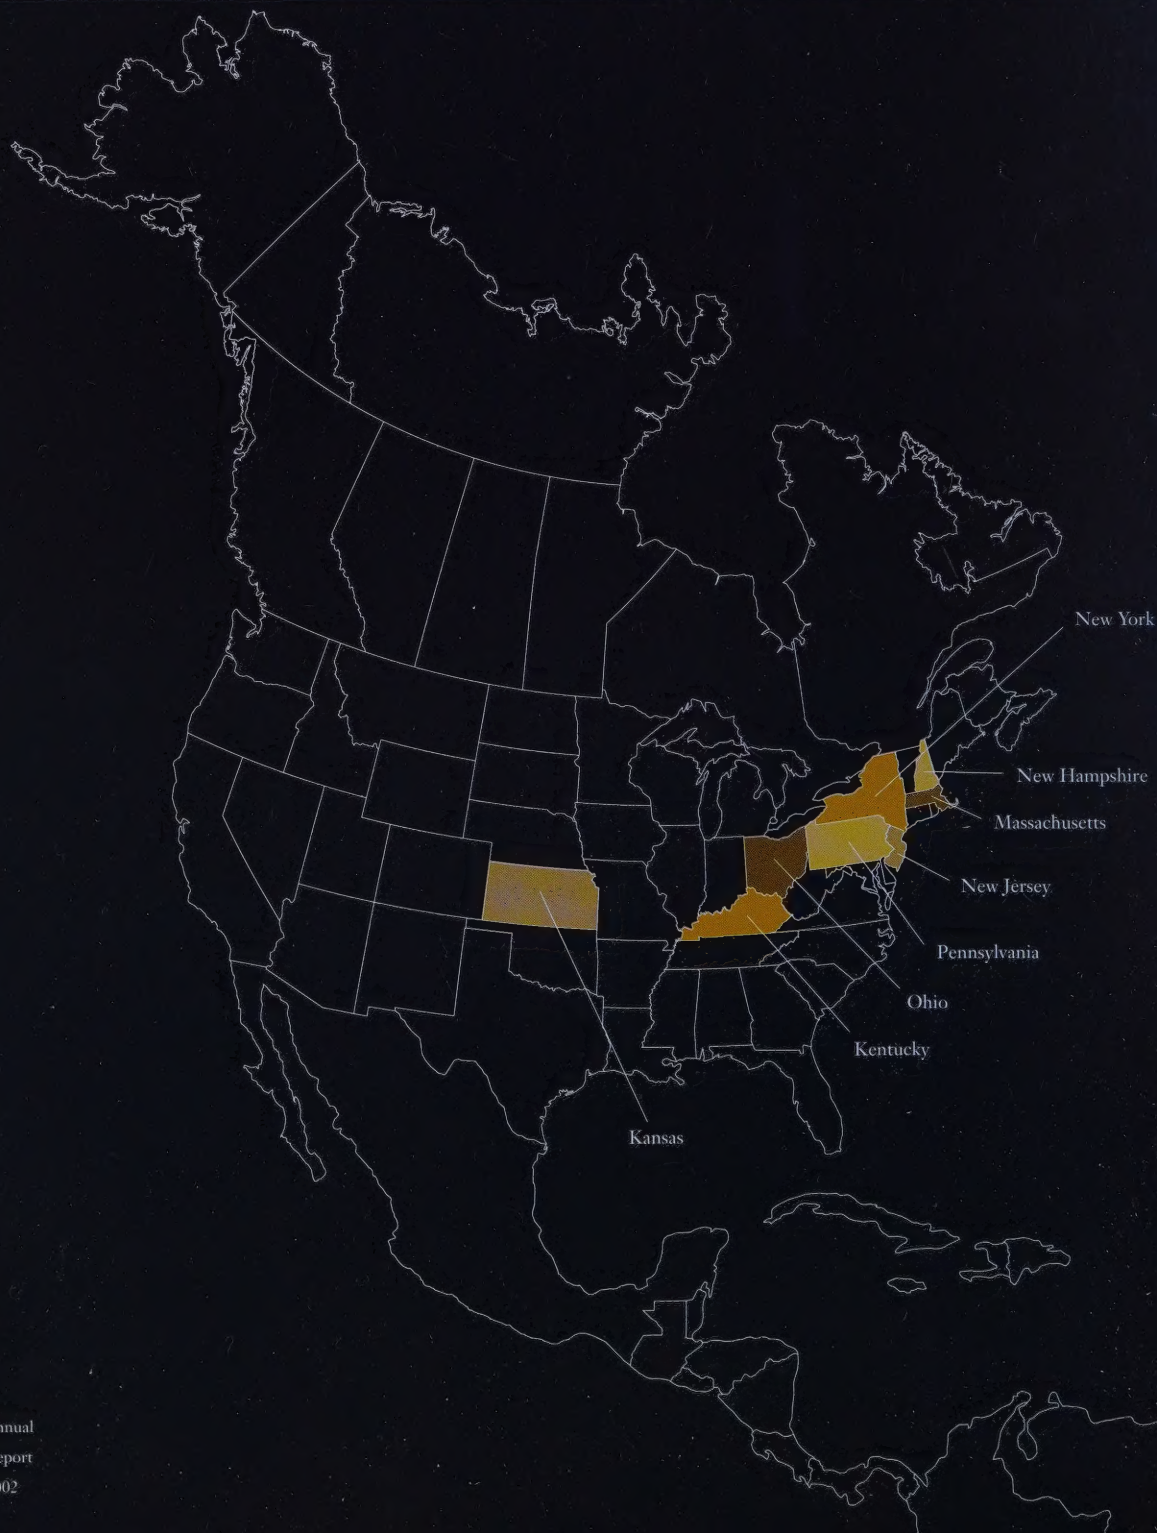 New York
New Hampshire
Massachusetts
New Jersey
Pennsylvania
Ohio
Kentucky
Kansas
nnual
eport
002